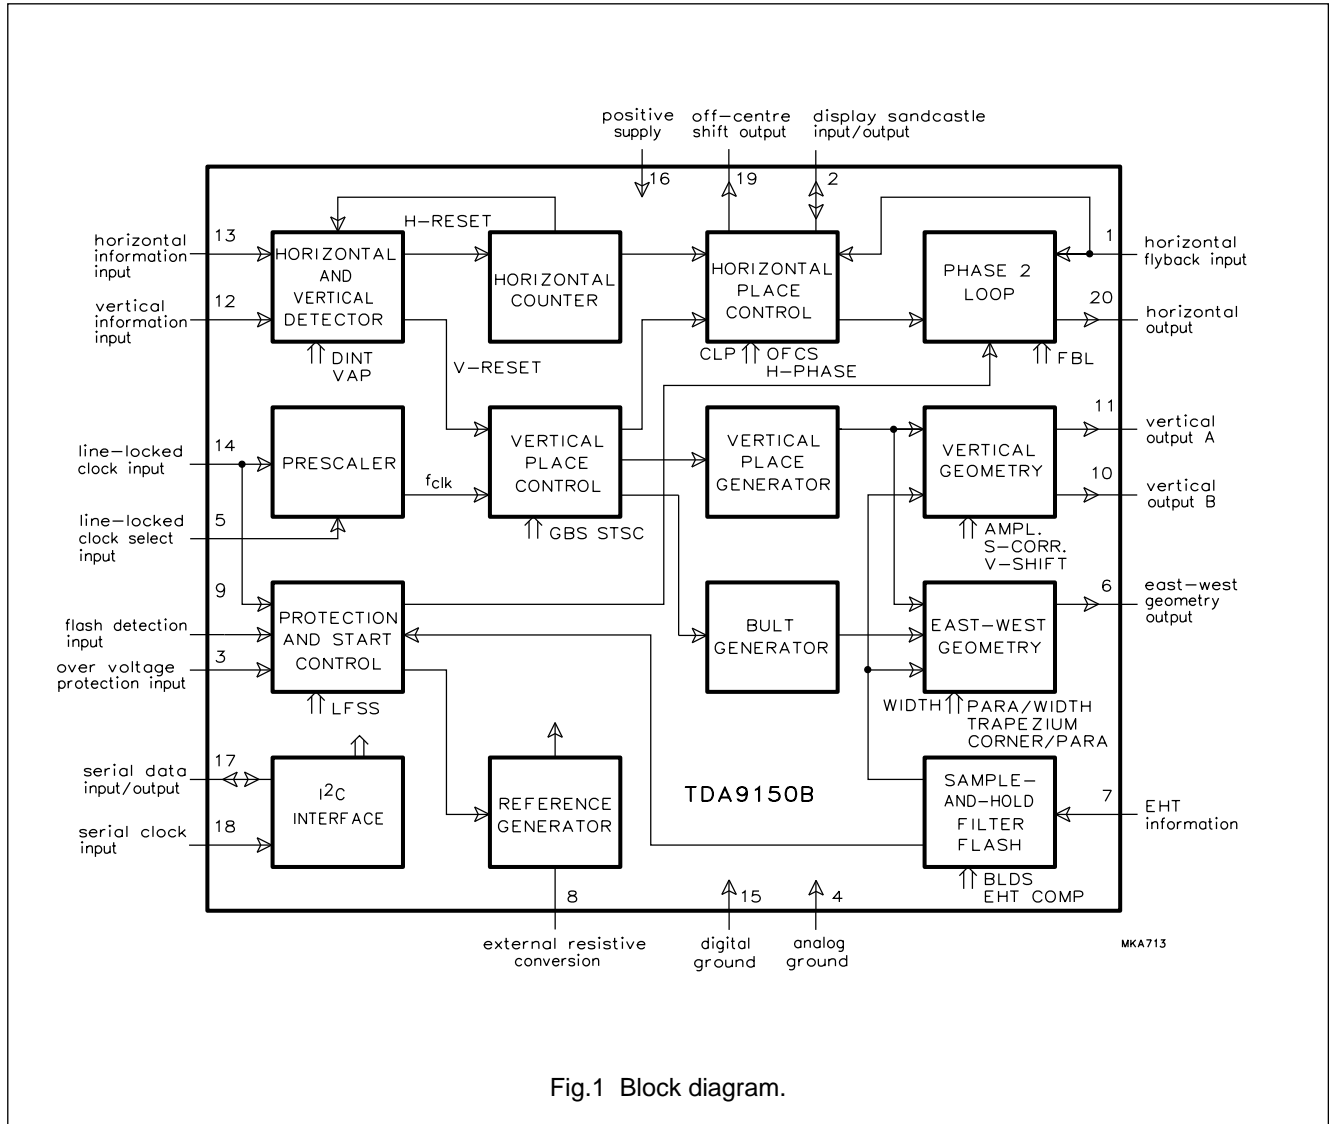 positive
supply
off-centre
shift output
display sandcastle
input/output
16
19
2
H-RESET
13
horizontal
information
input
HORIZONTAL
AND
VERTICAL
DETECTOR
HORIZONTAL
COUNTER
HORIZONTAL
PLACE
CONTROL
PHASE 2
LOOP
1
horizontal
flyback input
12
vertical
information
input
20
horizontal
output
DINT
VAP
V-RESET
CLP
OFCS
H-PHASE
FBL
14
line-locked
clock input
PRESCALER
fclk
VERTICAL
PLACE
CONTROL
VERTICAL
PLACE
GENERATOR
VERTICAL
GEOMETRY
11
vertical
output A
10
vertical
output B
5
line-locked
clock select
input
GBS STSC
AMPL.
S-CORR.
V-SHIFT
9
flash detection
input
3
over voltage
protection input
PROTECTION
AND START
CONTROL
BULT
GENERATOR
EAST-WEST
GEOMETRY
6
east-west
geometry
output
LFSS
WIDTH
PARA/WIDTH
TRAPEZIUM
CORNER/PARA
17
serial data
input/output
18
serial clock
input
I2C
INTERFACE
REFERENCE
GENERATOR
TDA9150B
SAMPLE-
AND-HOLD
FILTER
FLASH
7
EHT
information
BLDS
EHT COMP
8
15
4
external resistive
conversion
digital
ground
analog
ground
MKA713
Fig.1 Block diagram.